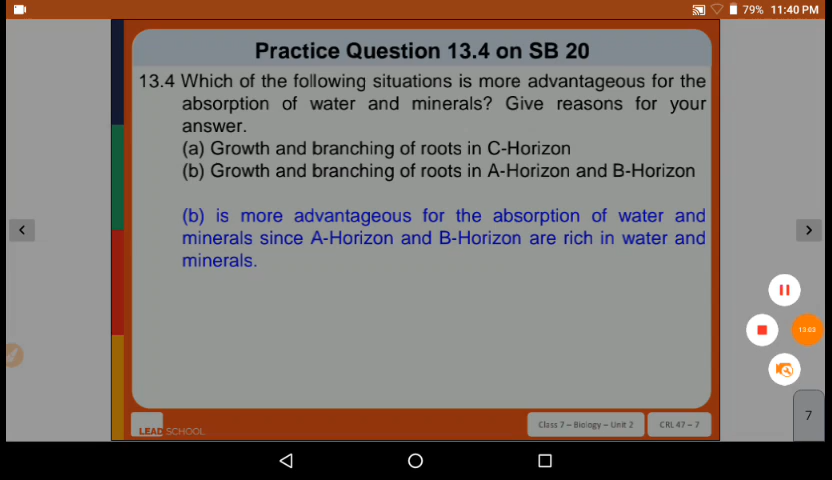 79% 11:40 PM
Practice Question 13.4 on SB 20
13.4 Which of the following situations is more advantageous for the
absorption of water and minerals? Give reasons for your
answer.
(a) Growth and branching of roots in C-Horizon
(b) Growth and branching of roots in A-Horizon and B-Horizon
(b) is more advantageous for the absorption of water and
minerals since A-Horizon and B-Horizon are rich in water and
minerals.
13:03
7
LEAD SCHOOL
Class 7 – Biology – Unit 2
CRL 47 – 7